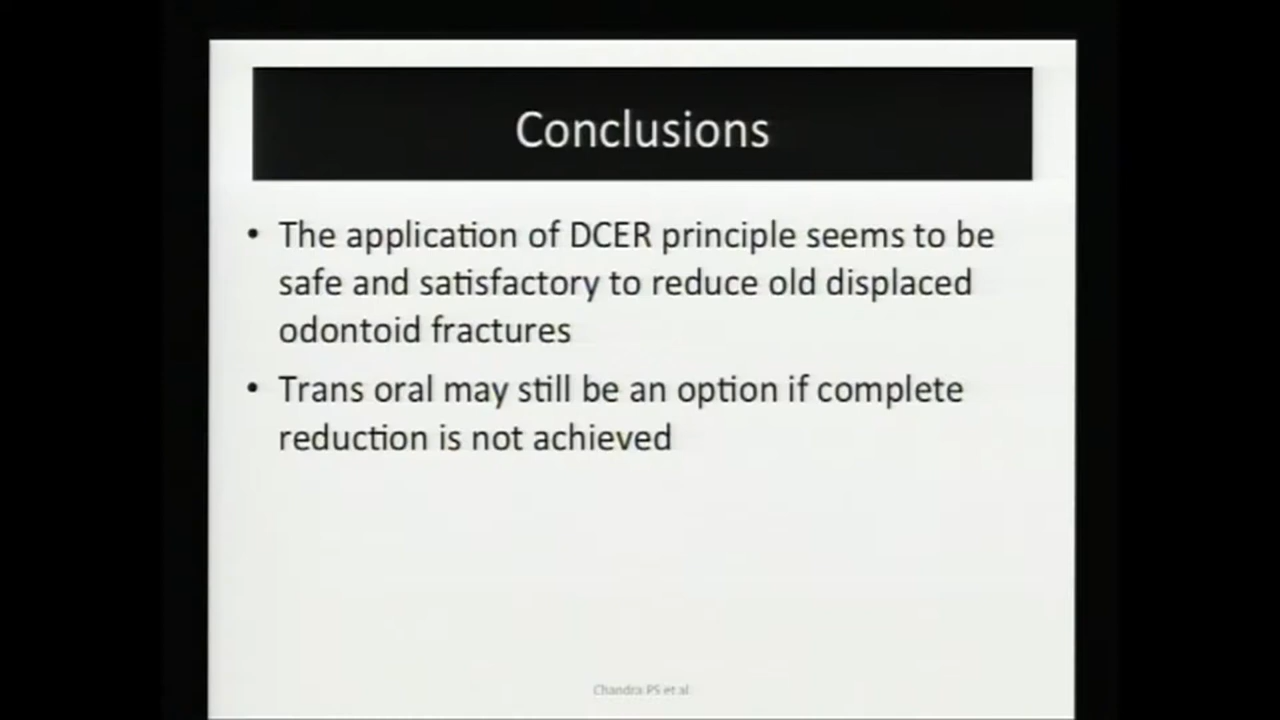 Conclusions
• The application of DCER principle seems to be
safe and satisfactory to reduce old displaced
odontoid fractures
• Trans oral may still be an option if complete
reduction is not achieved
Chandra PS et al